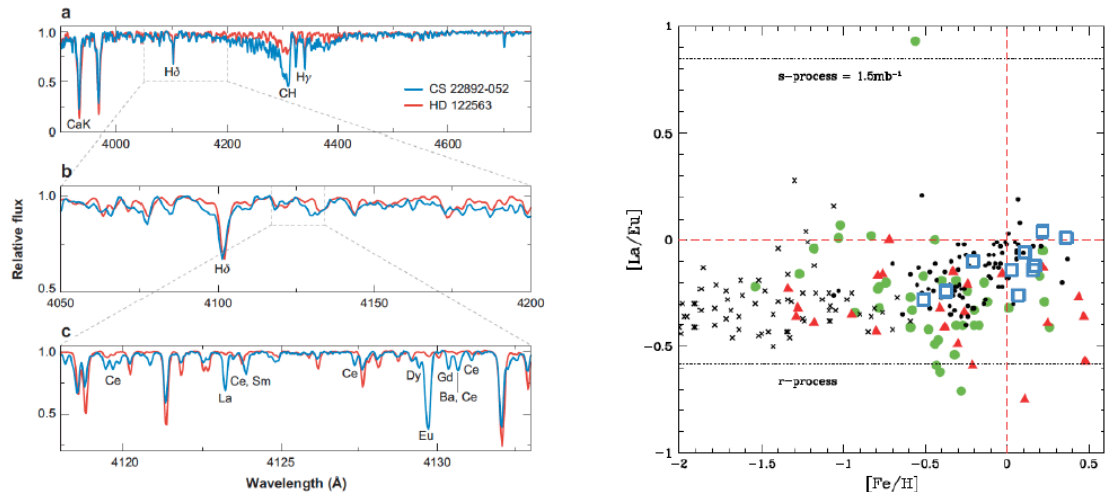 a
1.0
0.5
0
CaK
Hδ
CH
Hγ
CS 22892-052
HD 122563
4000
4200
4400
4600
b
Relative flux
1.0
0.5
Hδ
4050
4100
4150
4200
c
1.0
0.5
Ce
La
Ce, Sm
Ce
Dy
Gd
Ce
Ba, Ce
Eu
4120
4125
4130
Wavelength (Å)
1
0.5
0
-0.5
-1
[La/Eu]
s-process = 1.5mb⁻¹
r-process
-2
-1.5
-1
-0.5
0
0.5
[Fe/H]